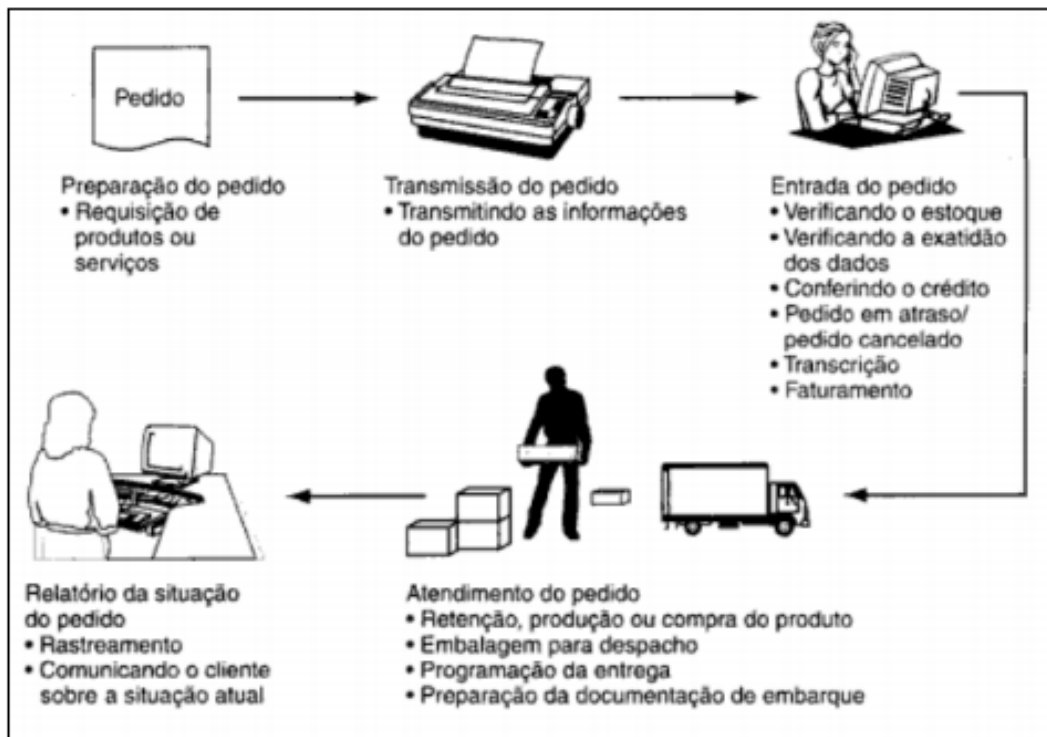 Pedido
Preparação do pedido
• Requisição de
produtos ou
serviços
Transmissão do pedido
• Transmitindo as informações
do pedido
Entrada do pedido
• Verificando o estoque
• Verificando a exatidão
dos dados
• Conferindo o crédito
• Pedido em atraso/
pedido cancelado
• Transcrição
• Faturamento
Atendimento do pedido
• Retenção, produção ou compra do produto
• Embalagem para despacho
• Programação da entrega
• Preparação da documentação de embarque
Relatório da situação
do pedido
• Rastreamento
• Comunicando o cliente
sobre a situação atual